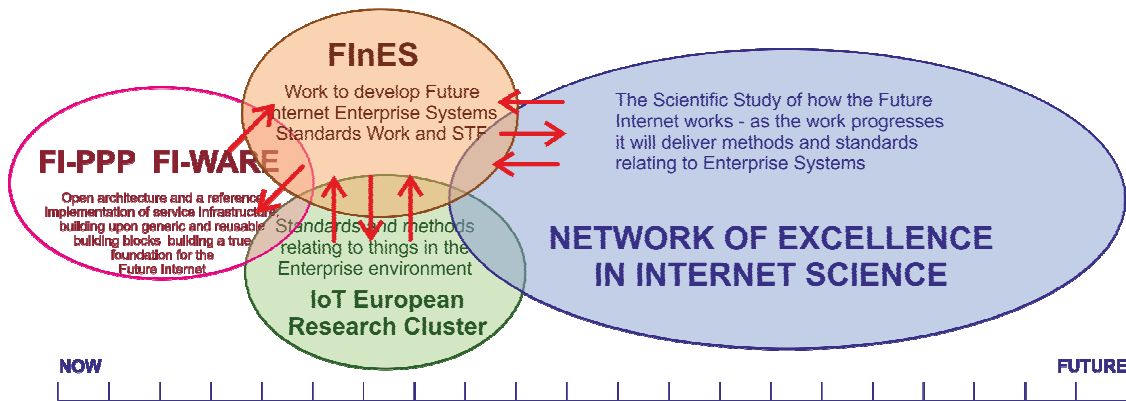 FInES
Work to develop Future
Internet Enterprise Systems
Standards Work and STF
FI-PPP FI-WARE
Open architecture and a reference
implementation of service infrastructure,
building upon generic and reusable
building blocks building a true
foundation for the
Future Internet
Standards and methods
relating to things in the
Enterprise environment
IoT European
Research Cluster
The Scientific Study of how the Future
Internet works - as the work progresses
it will deliver methods and standards
relating to Enterprise Systems
NETWORK OF EXCELLENCE
IN INTERNET SCIENCE
NOW
FUTURE